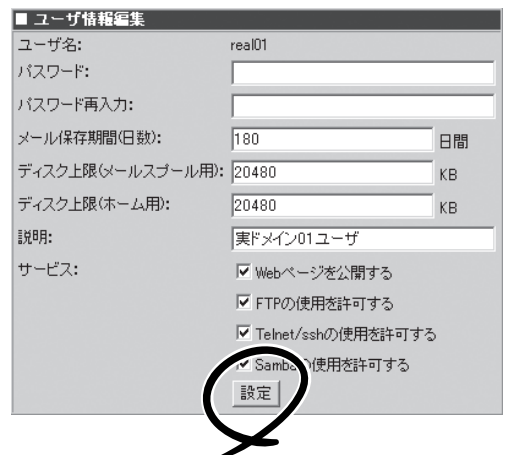 ■ ユーザ情報編集
ユーザ名: real01
パスワード:
パスワード再入力:
メール保存期間(日数): 180 日間
ディスク上限(メールスプール用): 20480 KB
ディスク上限(ホーム用): 20480 KB
説明: 実ドメイン01ユーザ
サービス: Webページを公開する
FTPの使用を許可する
Telnet/sshの使用を許可する
Sambaの使用を許可する
設定